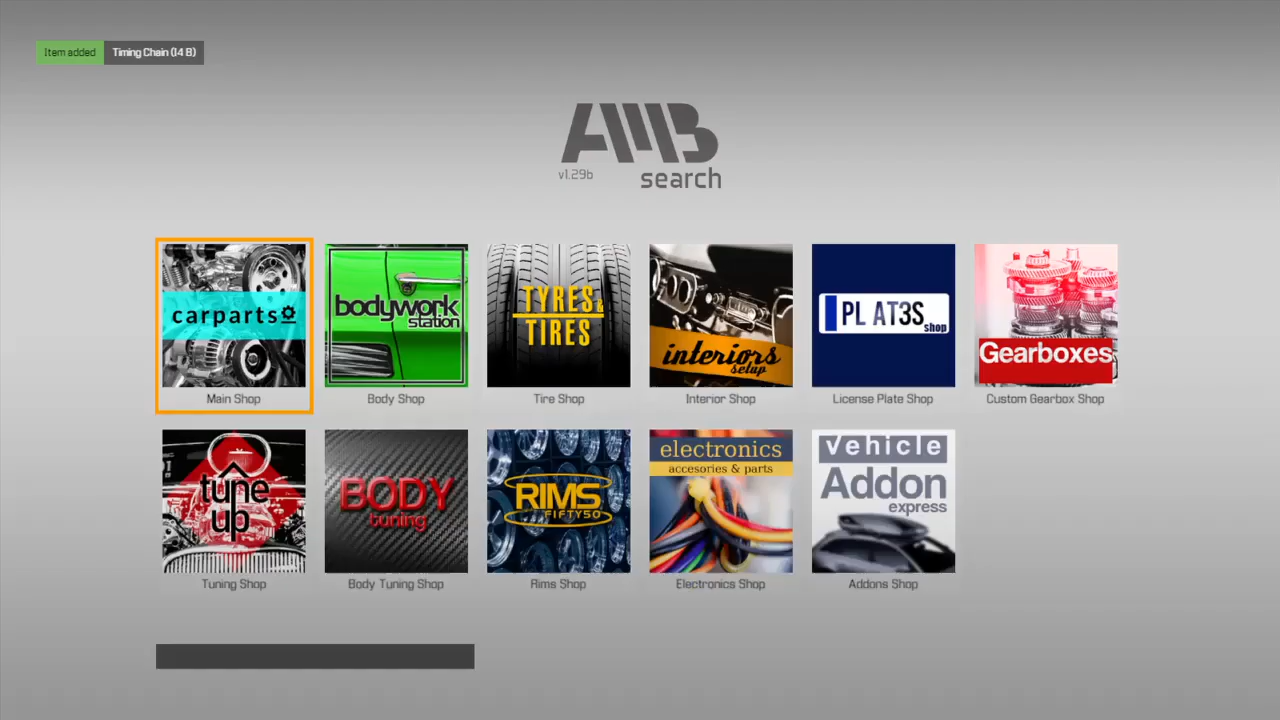 Item added Timing Chain (I4 B)
AMB
v1.29b search
carparts
bodywork
station
TYRES &
TIRES
interiors
setup
PL AT3S
shop
Gearboxes
Main Shop
Body Shop
Tire Shop
Interior Shop
License Plate Shop
Custom Gearbox Shop
tune
up
BODY
tuning
RIMS
FIFTY50
electronics
accesories & parts
vehicle
Addon
express
Tuning Shop
Body Tuning Shop
Rims Shop
Electronics Shop
Addons Shop